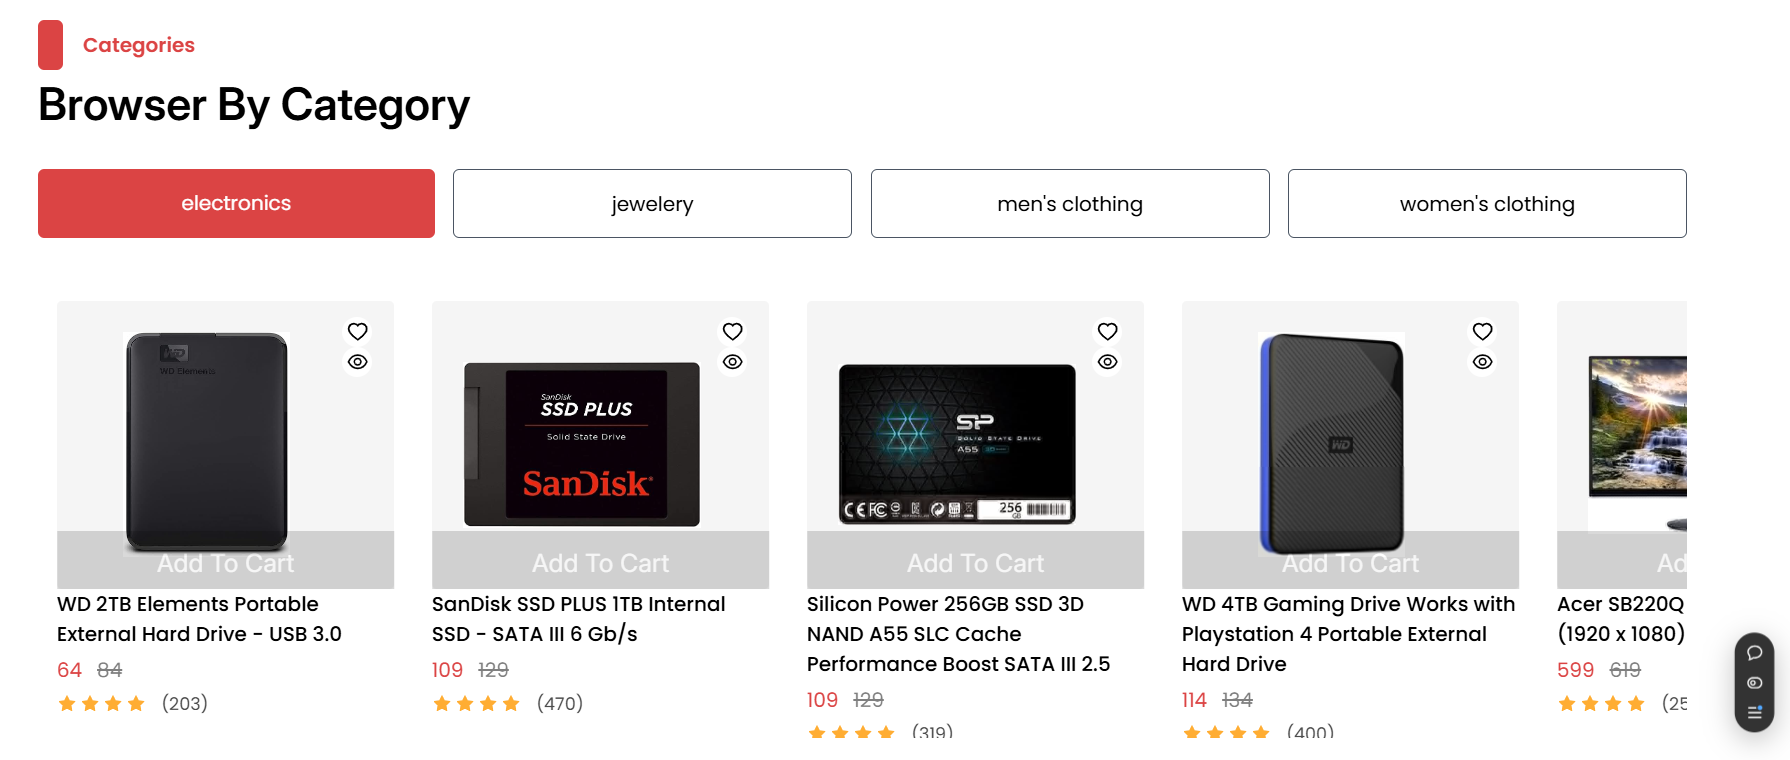 Categories
Browser By Category
electronics
jewelery
men's clothing
women's clothing
WD
WD Elements
SanDisk
SSD PLUS
Solid State Drive
SanDisk
SP
SOLID STATE DRIVE
A55
256
GB
WD
Add To Cart
Add To Cart
Add To Cart
Add To Cart
Ad
WD 2TB Elements Portable
External Hard Drive - USB 3.0
64 84
(203)
SanDisk SSD PLUS 1TB Internal
SSD - SATA III 6 Gb/s
109 129
(470)
Silicon Power 256GB SSD 3D
NAND A55 SLC Cache
Performance Boost SATA III 2.5
109 129
(319)
WD 4TB Gaming Drive Works with
Playstation 4 Portable External
Hard Drive
114 134
(400)
Acer SB220Q
(1920 x 1080)
599 619
(25